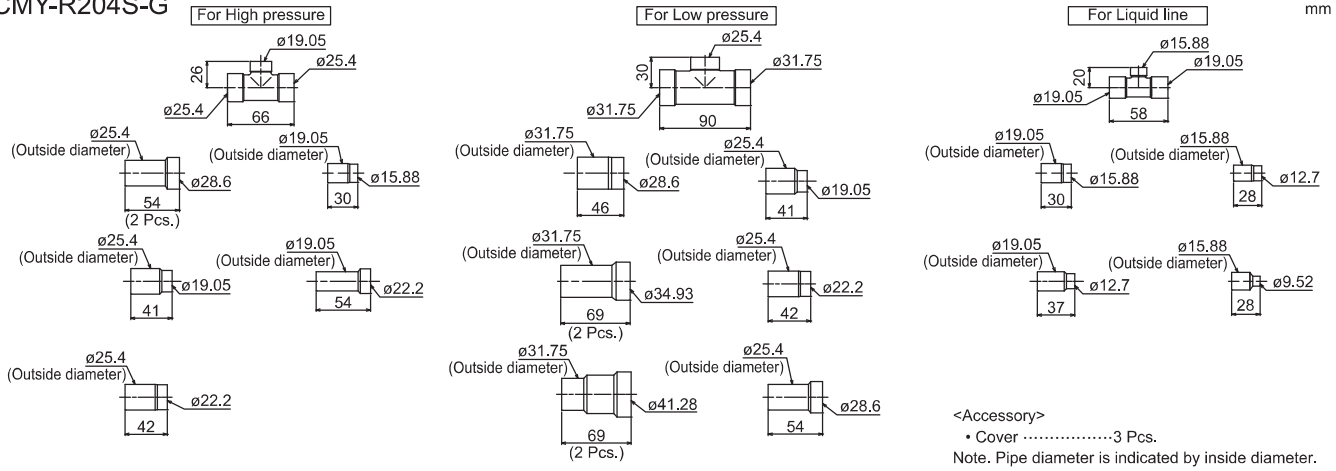 CMY-R204S-G
For High pressure
For Low pressure
For Liquid line
mm
ø19.05
26
ø25.4
ø25.4
66
ø25.4
30
ø31.75
ø31.75
90
ø15.88
20
ø19.05
ø19.05
58
ø25.4
(Outside diameter)
ø28.6
54
(2 Pcs.)
ø19.05
(Outside diameter)
ø15.88
30
ø31.75
(Outside diameter)
ø28.6
46
ø25.4
(Outside diameter)
ø19.05
41
ø19.05
(Outside diameter)
ø15.88
30
ø15.88
(Outside diameter)
ø12.7
28
ø25.4
(Outside diameter)
ø19.05
41
ø19.05
(Outside diameter)
ø22.2
54
ø31.75
(Outside diameter)
ø34.93
69
(2 Pcs.)
ø25.4
(Outside diameter)
ø22.2
42
ø19.05
(Outside diameter)
ø12.7
37
ø15.88
(Outside diameter)
ø9.52
28
ø25.4
(Outside diameter)
ø22.2
42
ø31.75
(Outside diameter)
ø41.28
69
(2 Pcs.)
ø25.4
(Outside diameter)
ø28.6
54
<Accessory>
• Cover ·················3 Pcs.
Note. Pipe diameter is indicated by inside diameter.